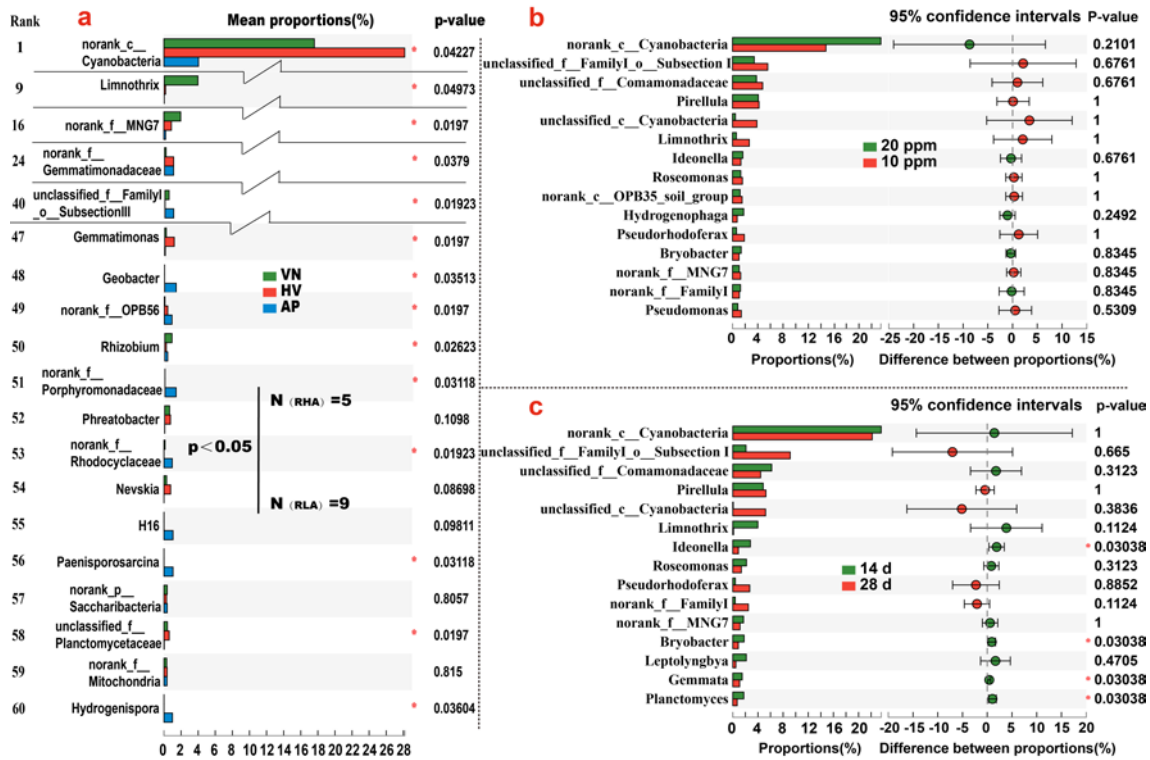 Rank
a
Mean proportions(%)
p-value
1
norank_c__
Cyanobacteria
*
0.04227
9
Limnothrix
*
0.04973
16
norank_f__MNG7
*
0.0197
24
norank_f__
Gemmatimonadaceae
*
0.0379
40
unclassified_f__FamilyI
_o__SubsectionIII
*
0.01923
47
Gemmatimonas
*
0.0197
48
Geobacter
*
0.03513
49
norank_f__OPB56
*
0.0197
50
Rhizobium
*
0.02623
51
norank_f__
Porphyromonadaceae
*
0.03118
52
Phreatobacter
0.1098
53
norank_f__
Rhodocyclaceae
*
0.01923
54
Nevskia
0.08698
55
H16
0.09811
56
Paenisporosarcina
*
0.03118
57
norank_p__
Saccharibacteria
0.8057
58
unclassified_f__
Planctomycetaceae
*
0.0197
59
norank_f__
Mitochondria
0.815
60
Hydrogenispora
*
0.03604
VN
HV
AP
p<0.05
N (RHA) =5
N (RLA) =9
0 2 4 6 8 10 12 14 16 18 20 22 24 26 28
b
95% confidence intervals P-value
norank_c__Cyanobacteria 0.2101
unclassified_f__FamilyI_o__Subsection I 0.6761
unclassified_f__Comamonadaceae 0.6761
Pirellula 1
unclassified_c__Cyanobacteria 1
Limnothrix 1
Ideonella 0.6761
Roseomonas 1
norank_c__OPB35_soil_group 1
Hydrogenophaga 0.2492
Pseudorhodoferax 1
Bryobacter 0.8345
norank_f__MNG7 0.8345
norank_f__FamilyI 0.8345
Pseudomonas 0.5309
20 ppm
10 ppm
0 4 8 12 16 20 -25 -20 -15 -10 -5 0 5 10 15
Proportions(%) Difference between proportions(%)
c
95% confidence intervals p-value
norank_c__Cyanobacteria 1
unclassified_f__FamilyI_o__Subsection I 0.665
unclassified_f__Comamonadaceae 0.3123
Pirellula 1
unclassified_c__Cyanobacteria 0.3836
Limnothrix 0.1124
Ideonella * 0.03038
Roseomonas 0.3123
Pseudorhodoferax 0.8852
norank_f__FamilyI 0.1124
norank_f__MNG7 1
Bryobacter * 0.03038
Leptolyngbya 0.4705
Gemmata * 0.03038
Planctomyces * 0.03038
14 d
28 d
0 4 8 12 16 20 -20 -15 -10 -5 0 5 10 15 20
Proportions(%) Difference between proportions(%)